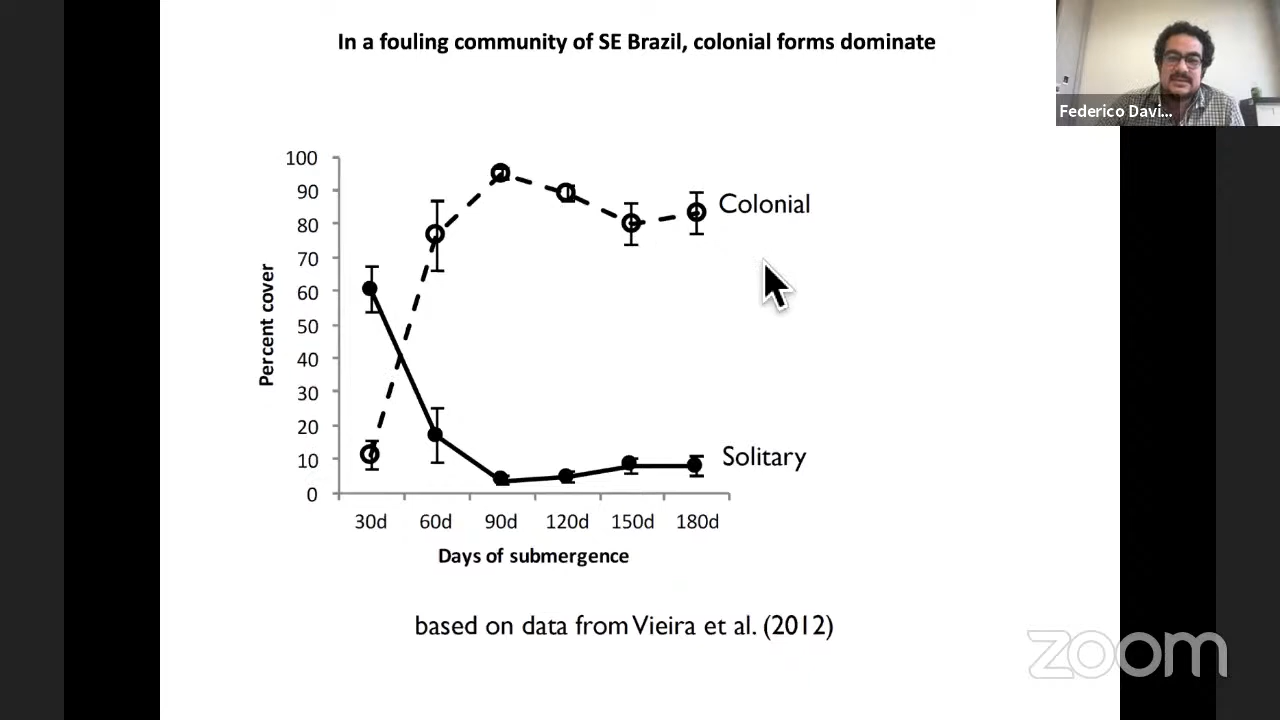 In a fouling community of SE Brazil, colonial forms dominate
Federico Davi...
100
90
80
70
60
50
40
30
20
10
0
Percent cover
Colonial
Solitary
30d 60d 90d 120d 150d 180d
Days of submergence
based on data from Vieira et al. (2012)
zoom